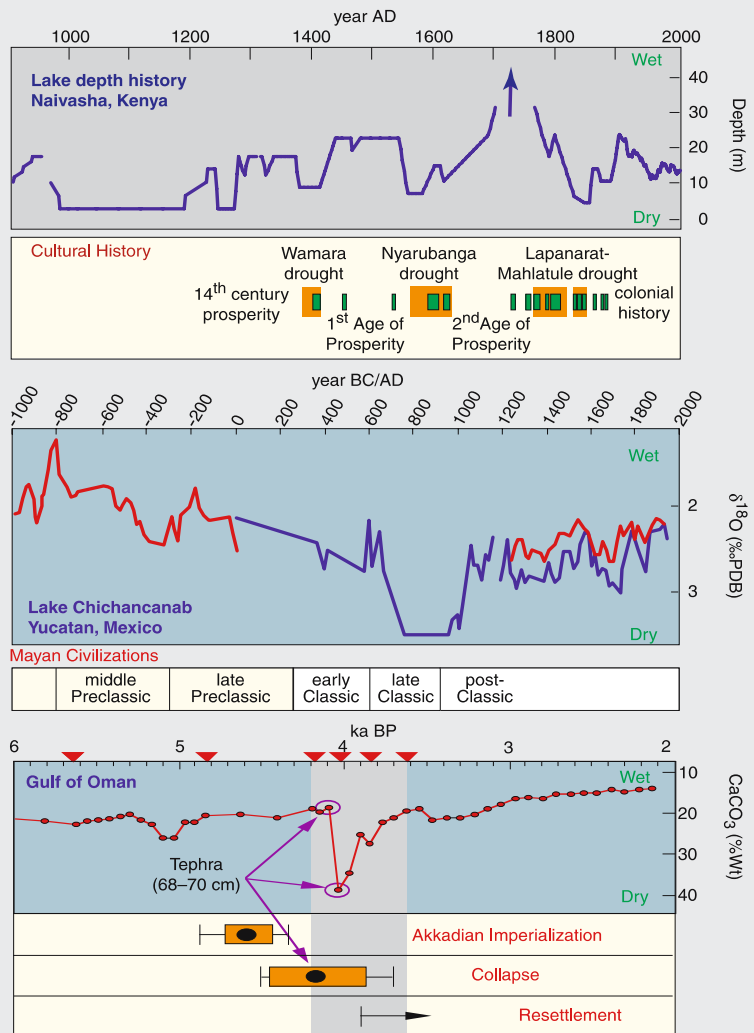 year AD
1000 1200 1400 1600 1800 2000
Lake depth history
Naivasha, Kenya
Wet
40
30
20
10
0
Dry
Depth (m)
Cultural History
14th century
prosperity
Wamara
drought
1st Age of
Prosperity
Nyarubanga
drought
2nd Age of
Prosperity
Lapanarat-
Mahlatule drought
colonial
history
year BC/AD
-1000 -800 -600 -400 -200 0 200 400 600 800 1000 1200 1400 1600 1800 2000
Wet
2
3
Dry
δ18O (‰PDB)
Lake Chichancanab
Yucatan, Mexico
Mayan Civilizations
middle
Preclassic
late
Preclassic
early
Classic
late
Classic
post-
Classic
ka BP
6 5 4 3 2
Gulf of Oman
Wet
10
20
30
40
Dry
CaCO3 (%Wt)
Tephra
(68–70 cm)
Akkadian Imperialization
Collapse
Resettlement